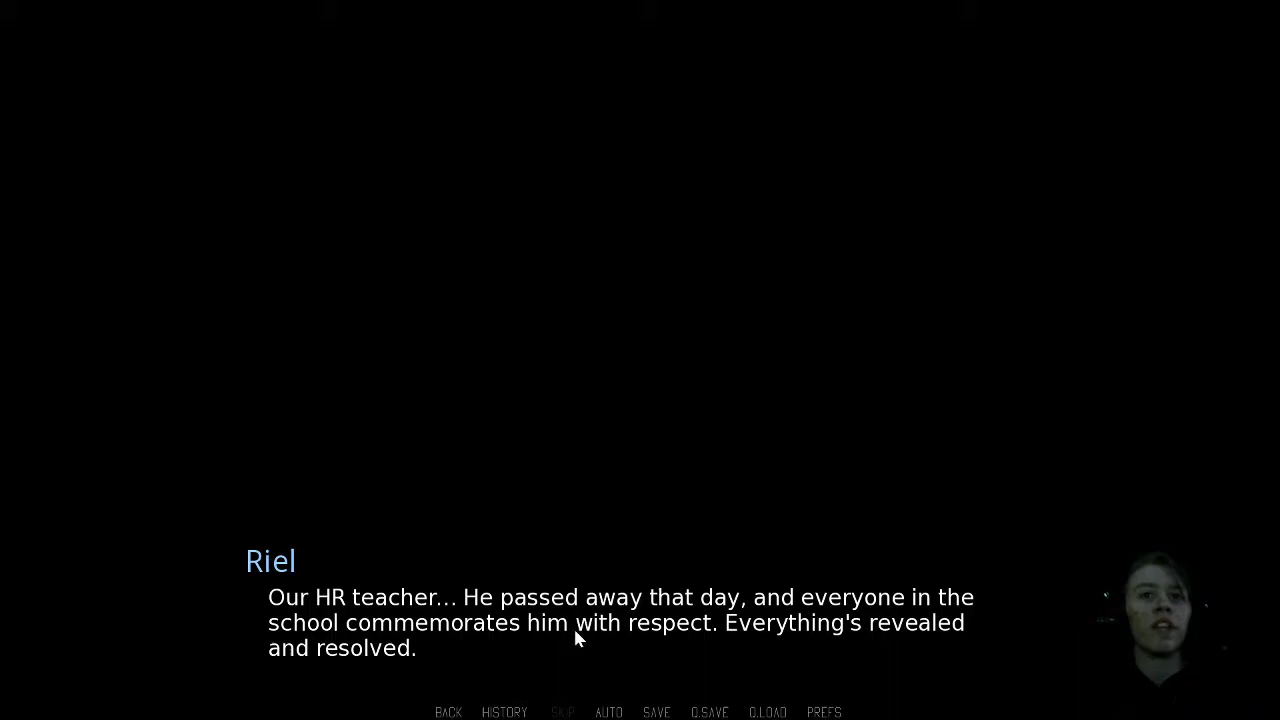 Riel
Our HR teacher... He passed away that day, and everyone in the
school commemorates him with respect. Everything's revealed
and resolved.
BACK HISTORY SKIP AUTO SAVE Q.SAVE Q.LOAD PREFS